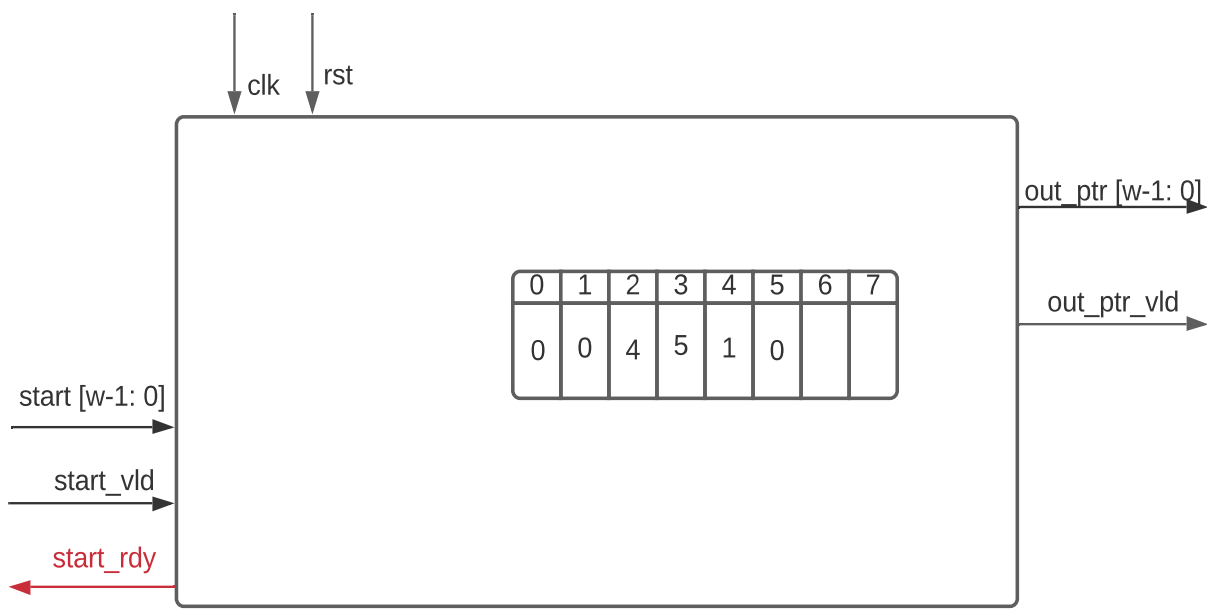 clk
rst
out_ptr [w-1: 0]
0 1 2 3 4 5 6 7
out_ptr_vld
0 0 4 5 1 0
start [w-1: 0]
start_vld
start_rdy